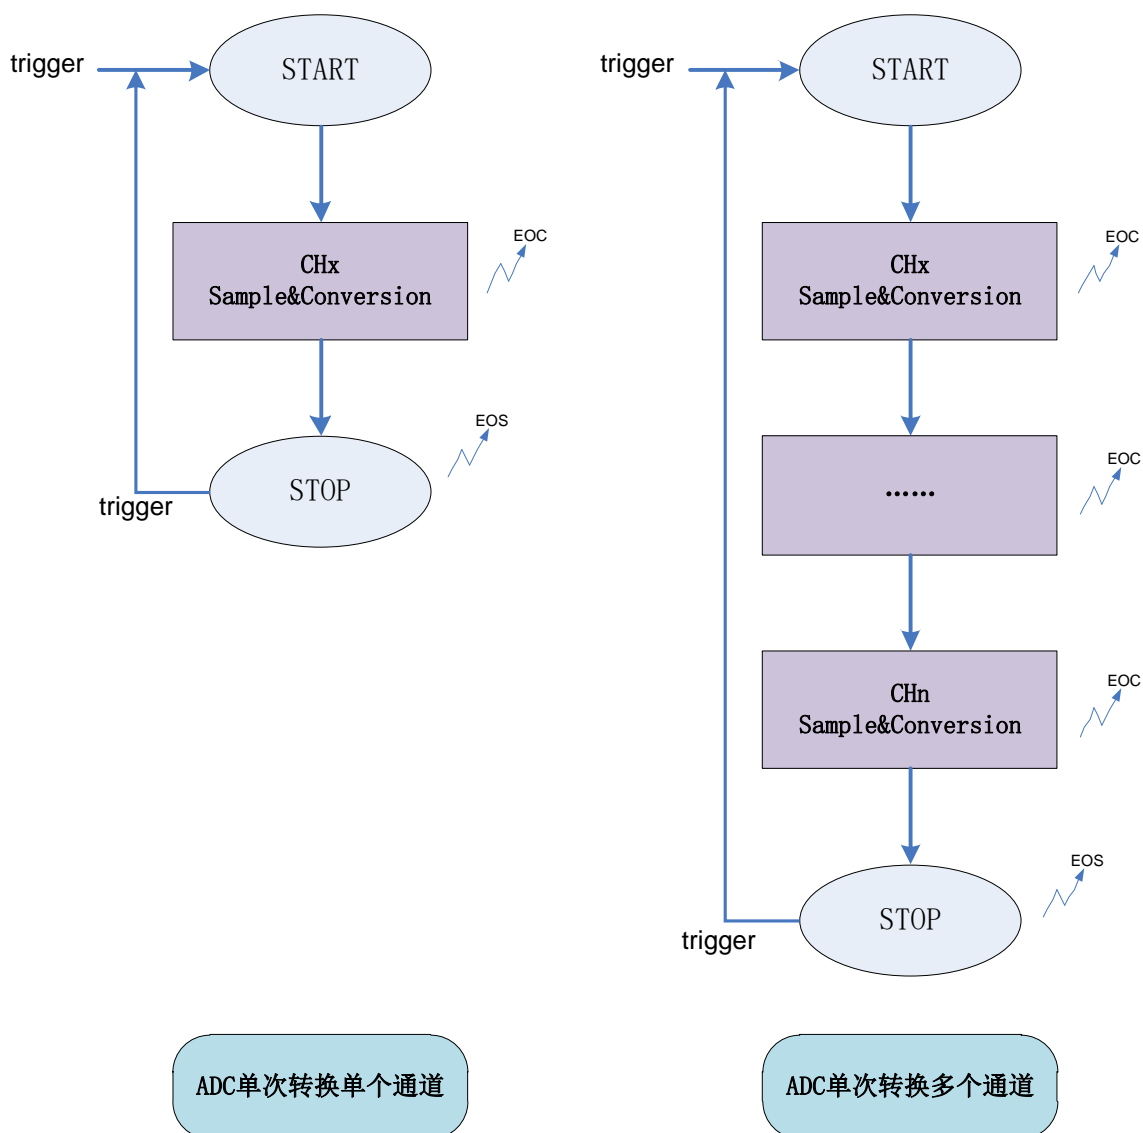 trigger
START
CHx
Sample&Conversion
EOC
STOP
EOS
trigger
ADC单次转换单个通道
trigger
START
CHx
Sample&Conversion
EOC
……
EOC
CHn
Sample&Conversion
EOC
STOP
EOS
trigger
ADC单次转换多个通道